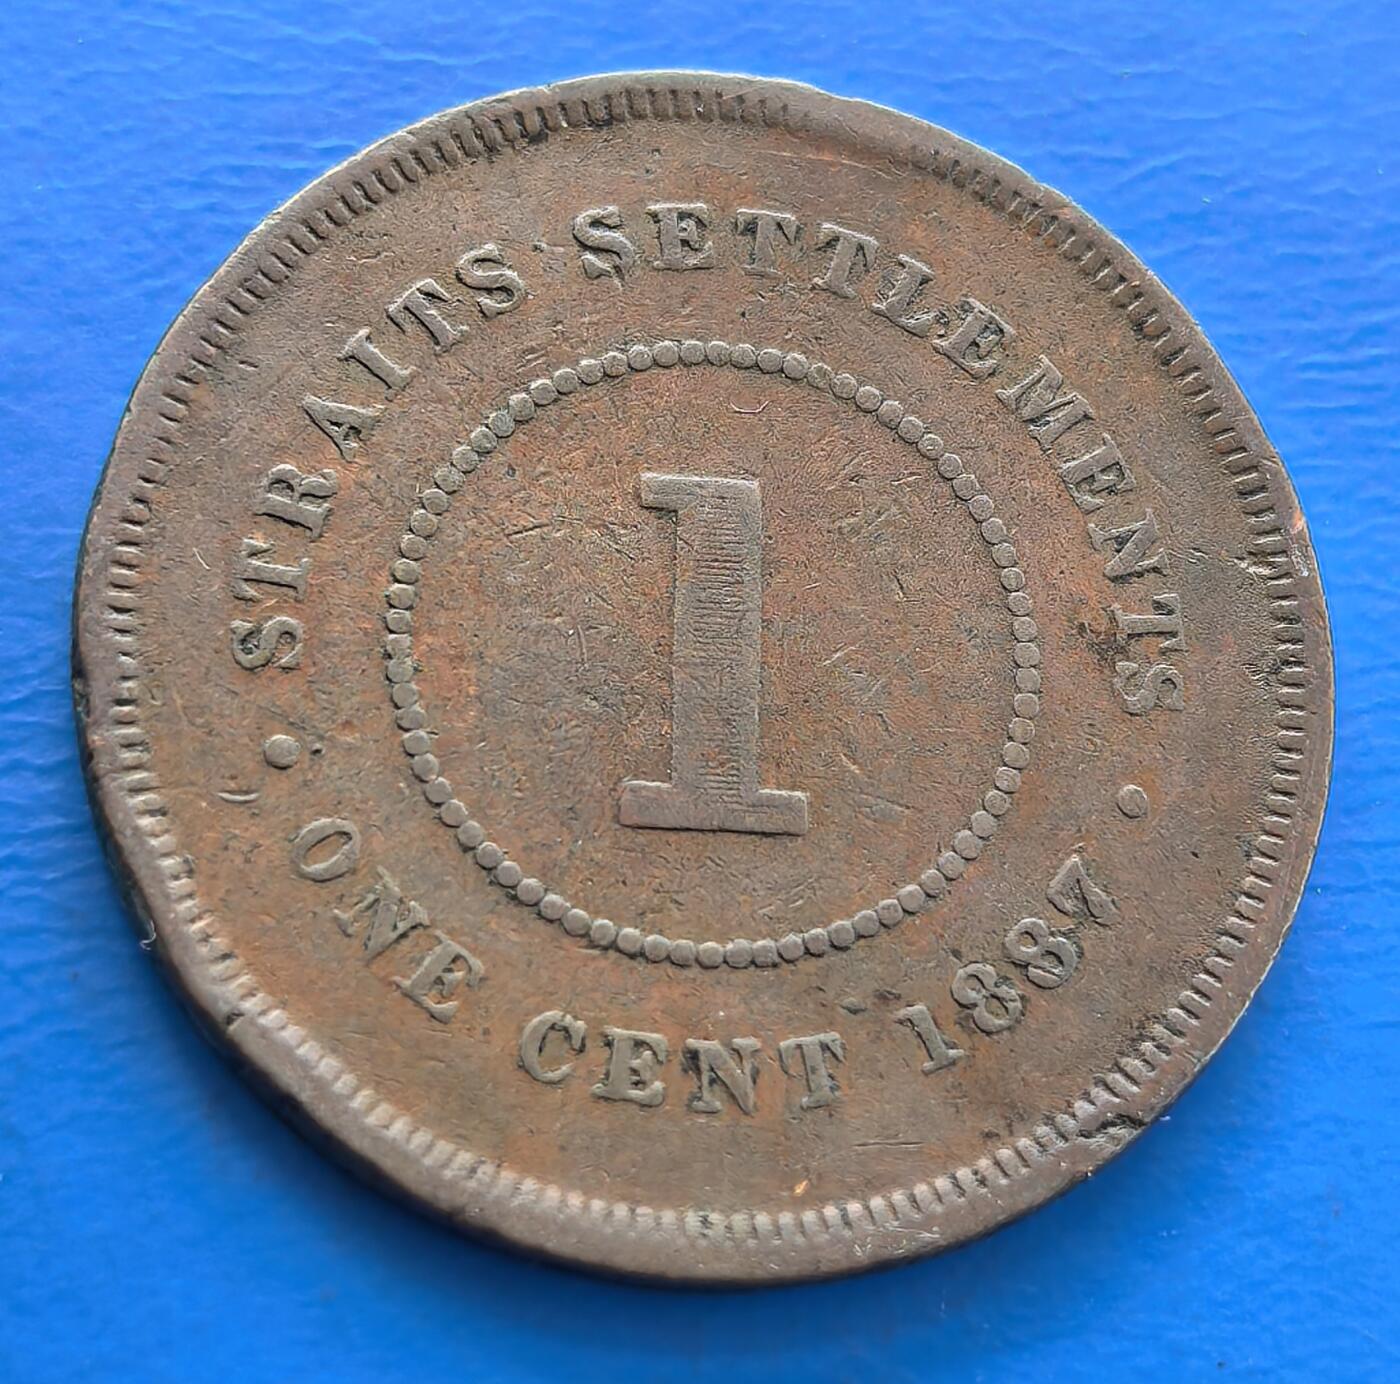 STRAITS SETTLEMENTS
1
• ONE CENT 1887 •